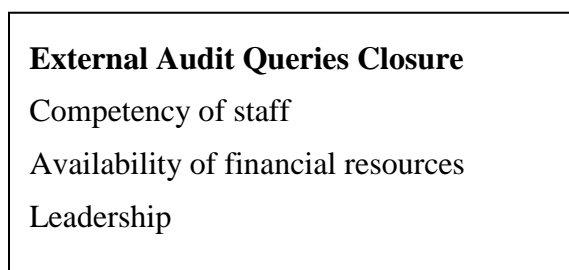 External Audit Queries Closure
Competency of staff
Availability of financial resources
Leadership